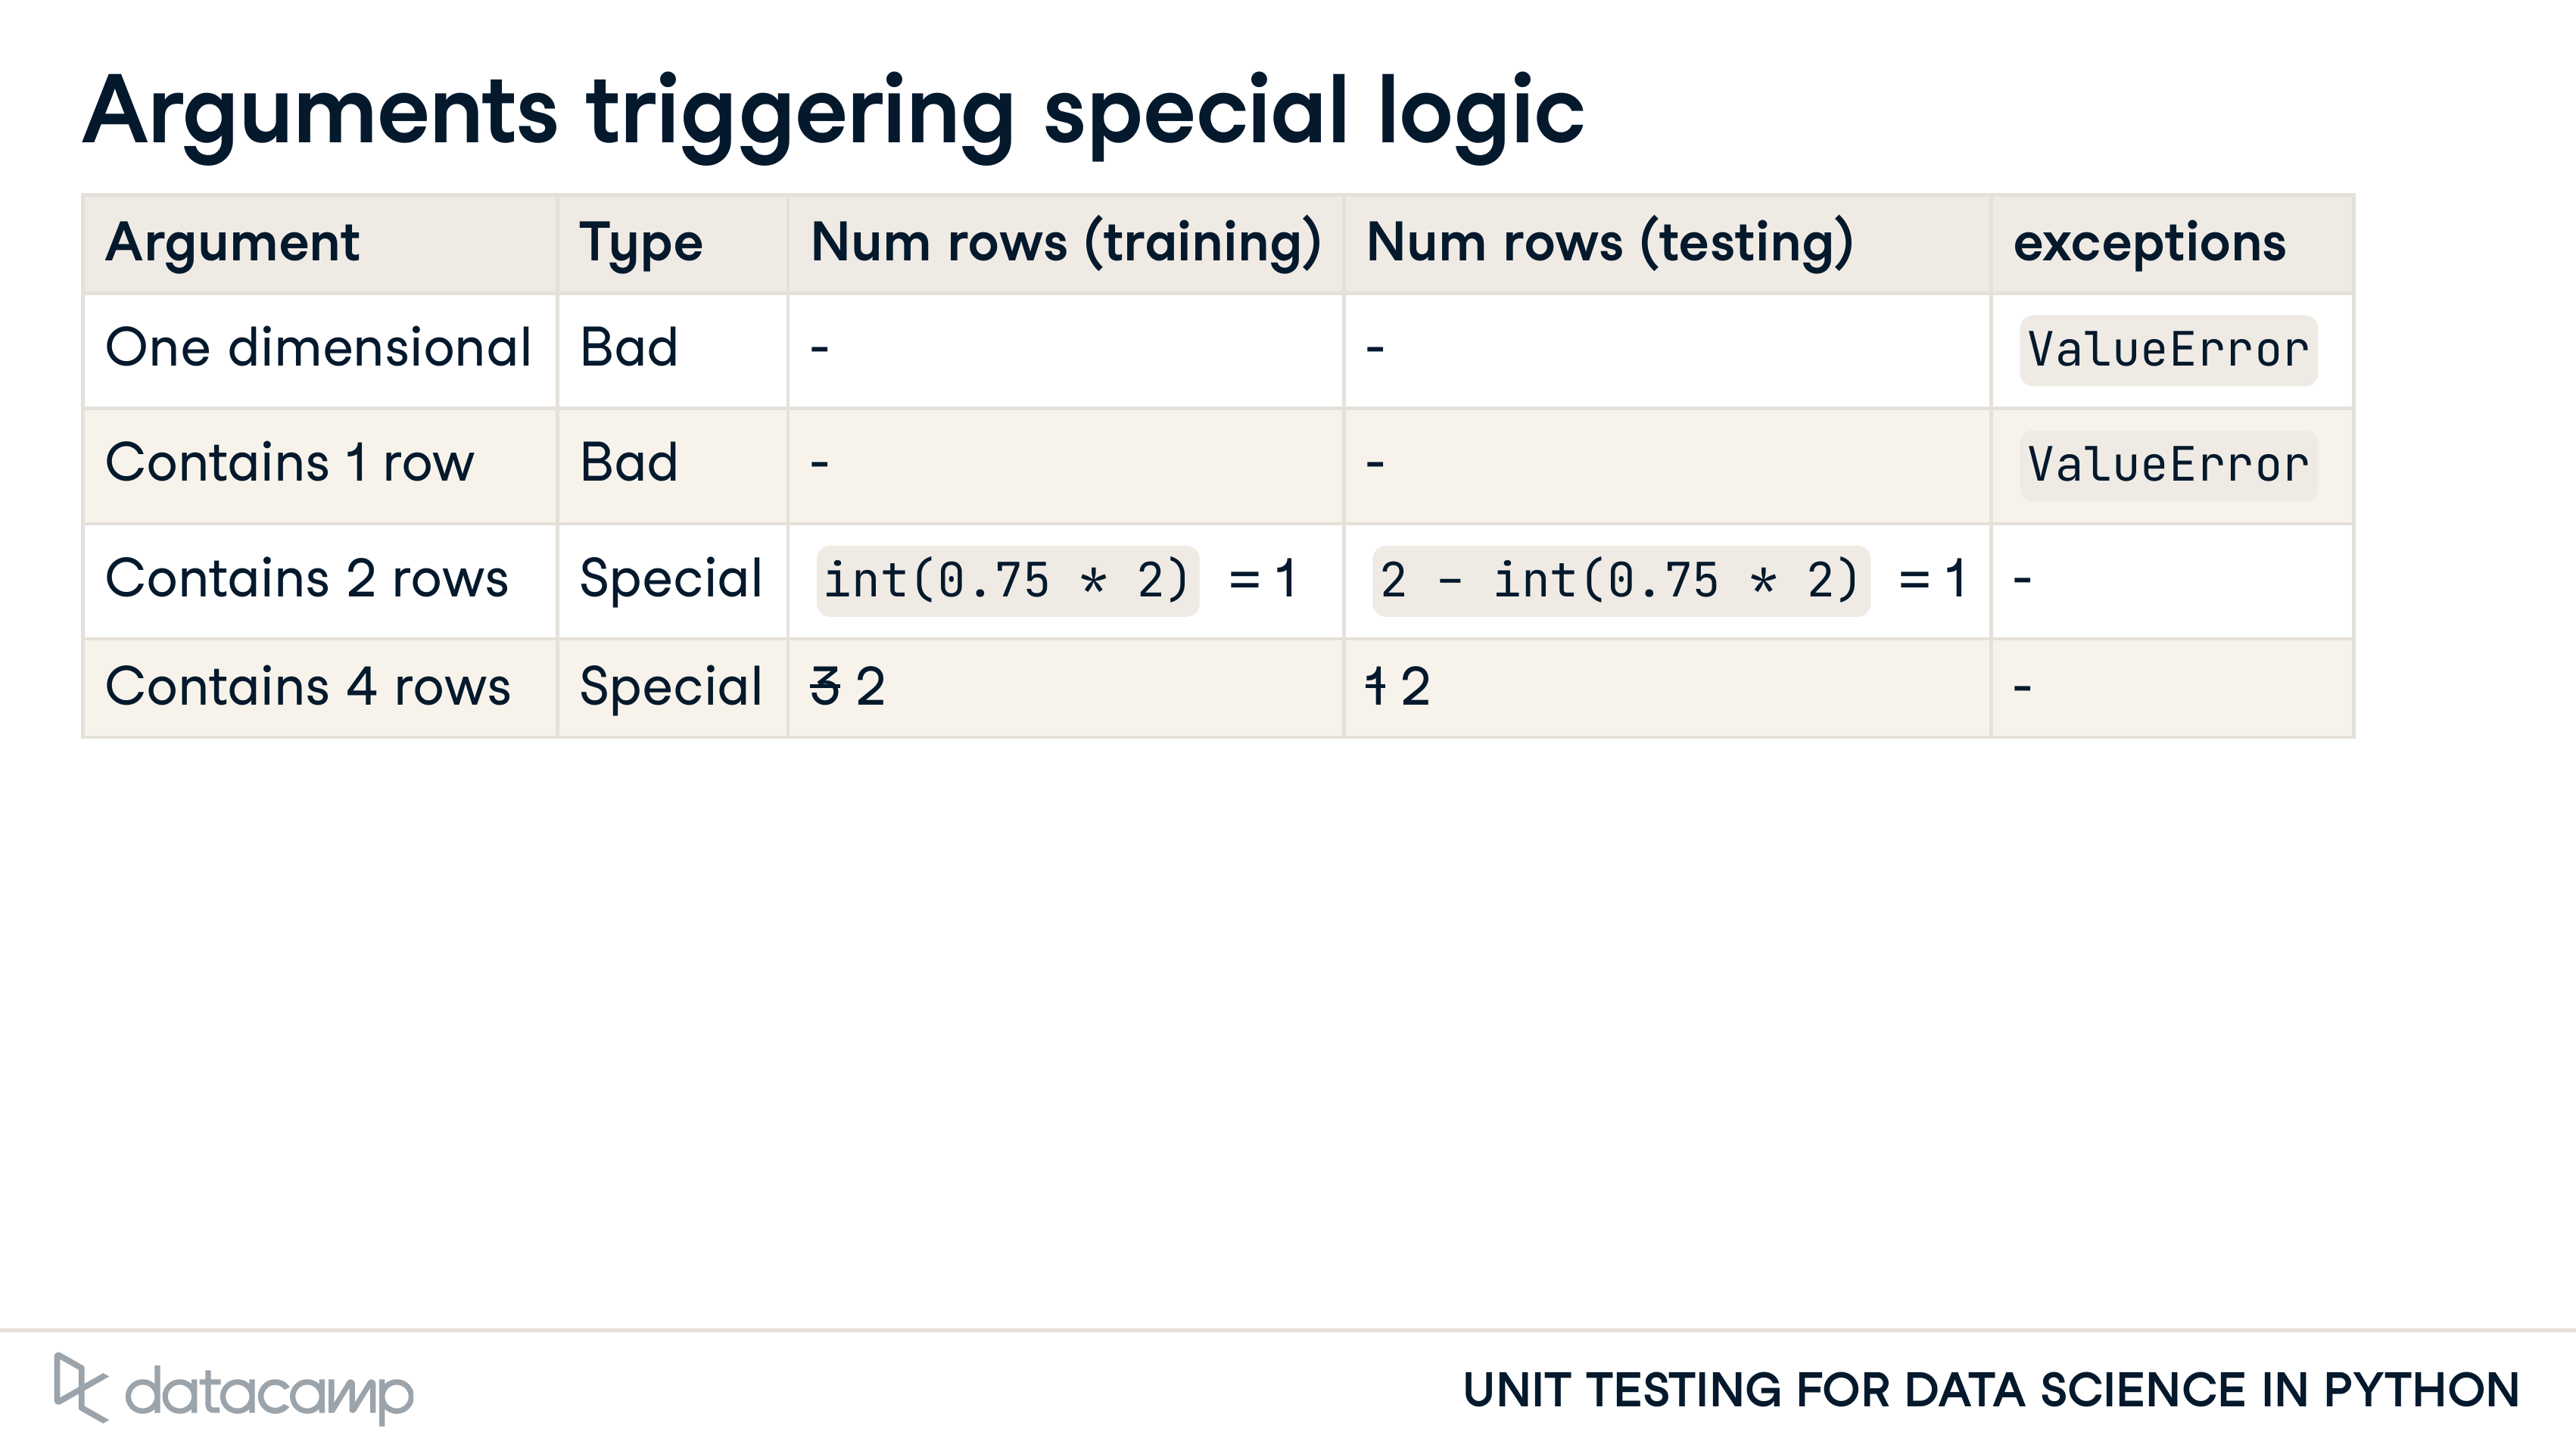 Arguments triggering special logic
Argument Type Num rows (training) Num rows (testing) exceptions
One dimensional Bad - - ValueError
Contains 1 row Bad - - ValueError
Contains 2 rows Special int(0.75 * 2) = 1 2 - int(0.75 * 2) = 1 -
Contains 4 rows Special 3 2 1 2 -
datacamp UNIT TESTING FOR DATA SCIENCE IN PYTHON